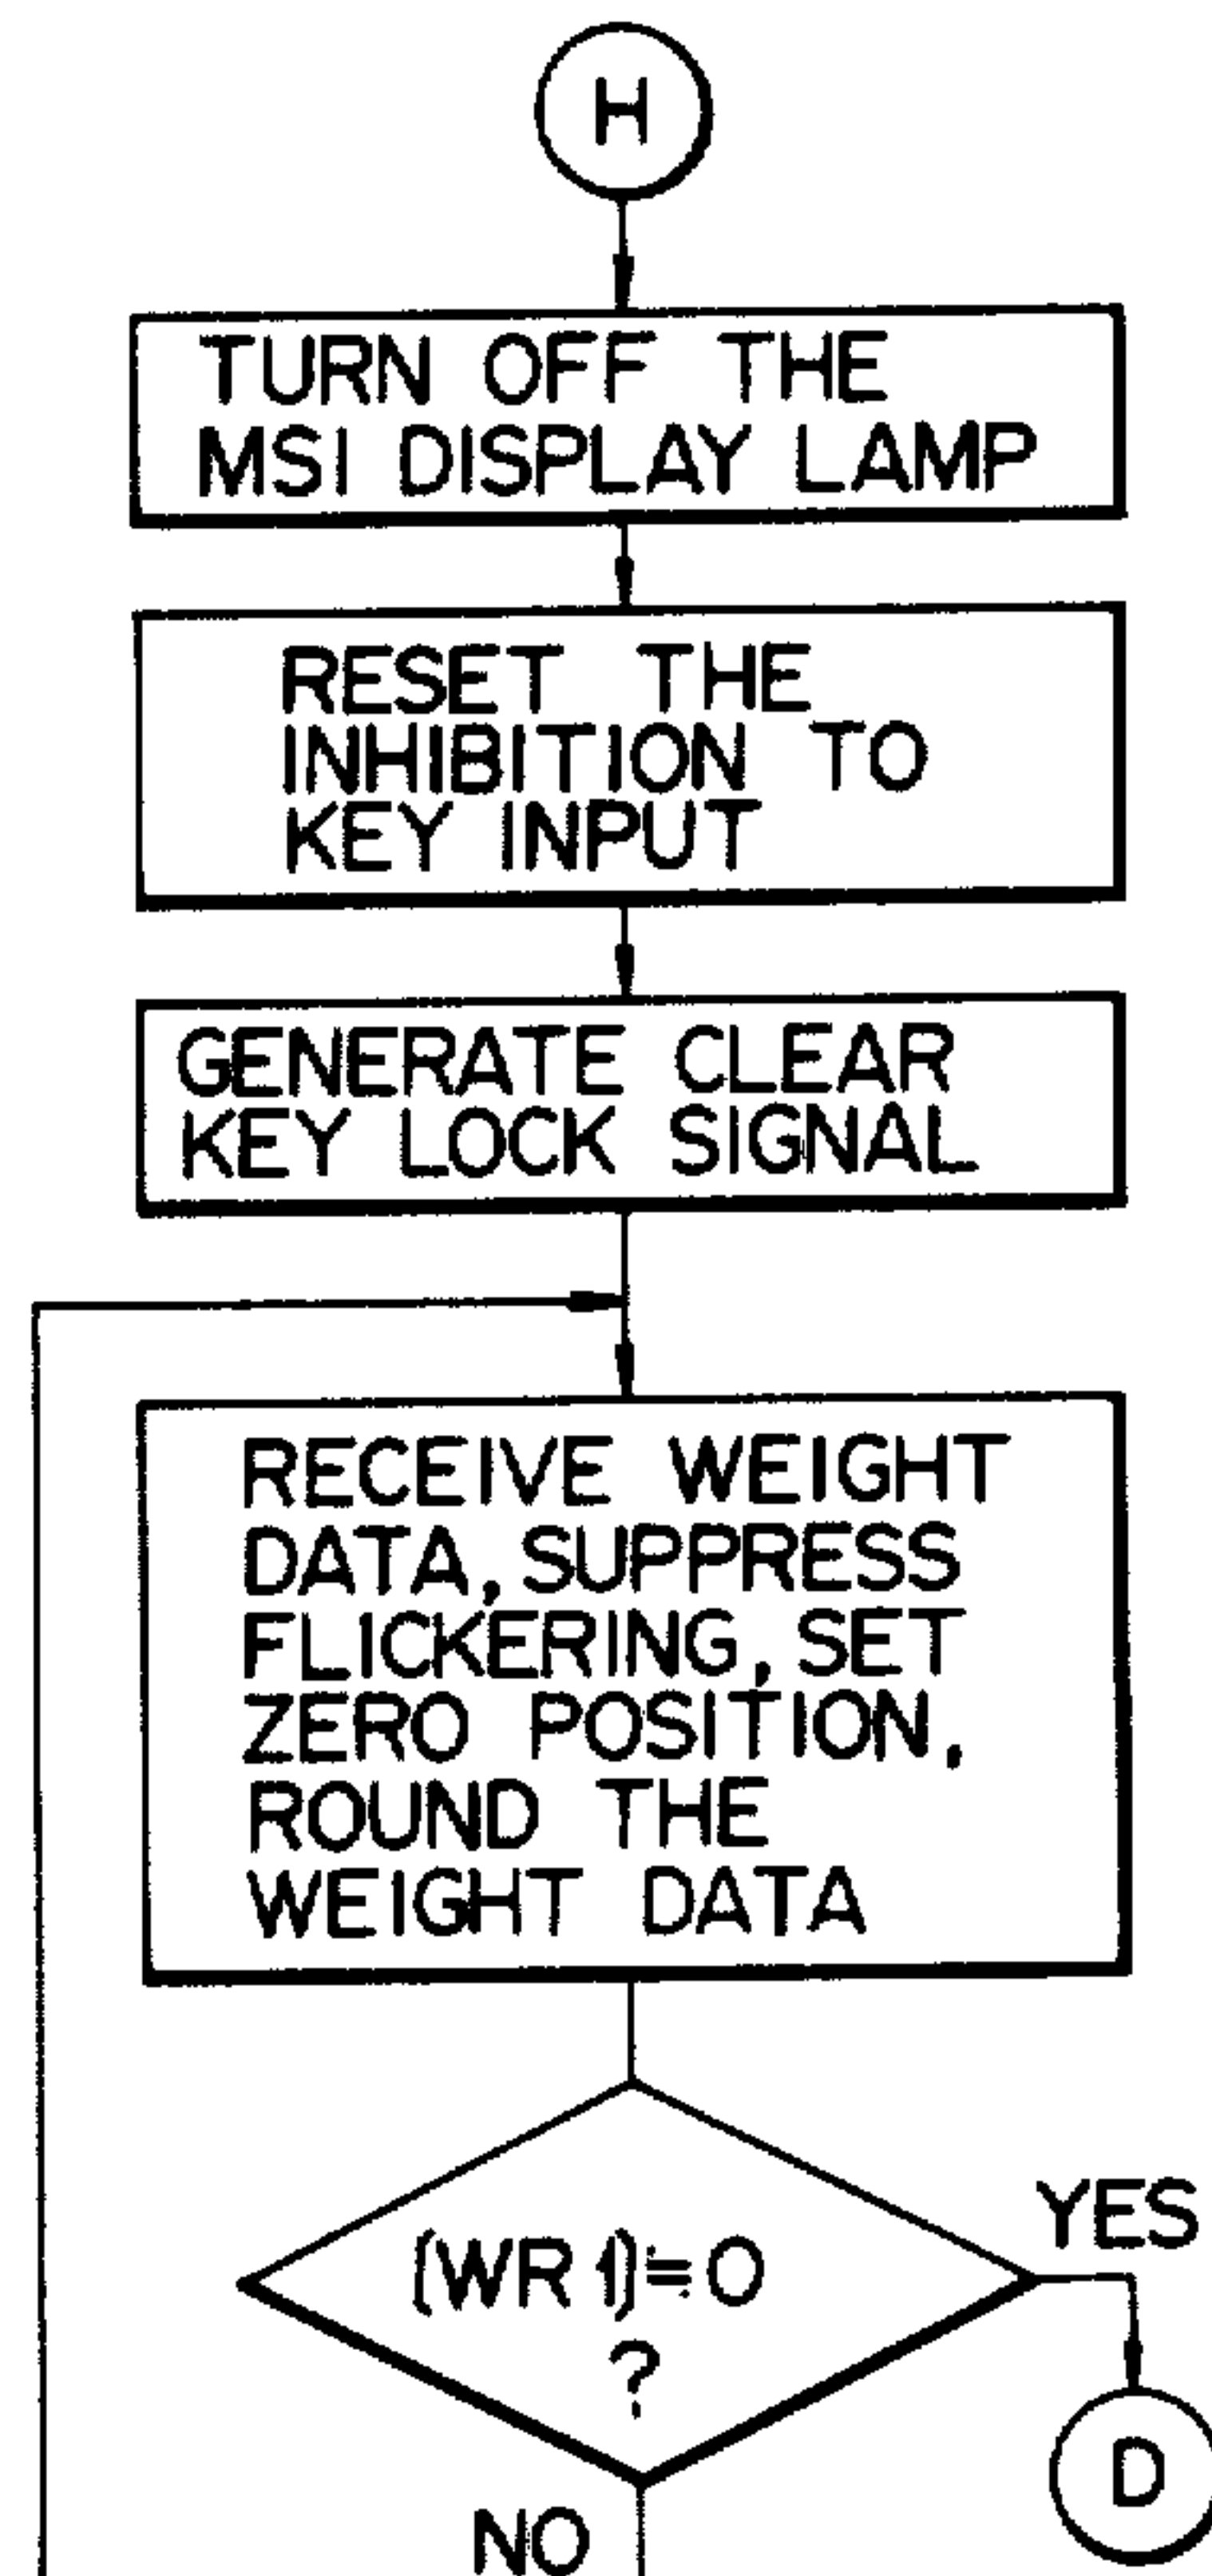 H
TURN OFF THE
MSI DISPLAY LAMP
RESET THE
INHIBITION TO
KEY INPUT
GENERATE CLEAR
KEY LOCK SIGNAL
RECEIVE WEIGHT
DATA, SUPPRESS
FLICKERING, SET
ZERO POSITION,
ROUND THE
WEIGHT DATA
YES
(WR 1)≒0
?
D
NO